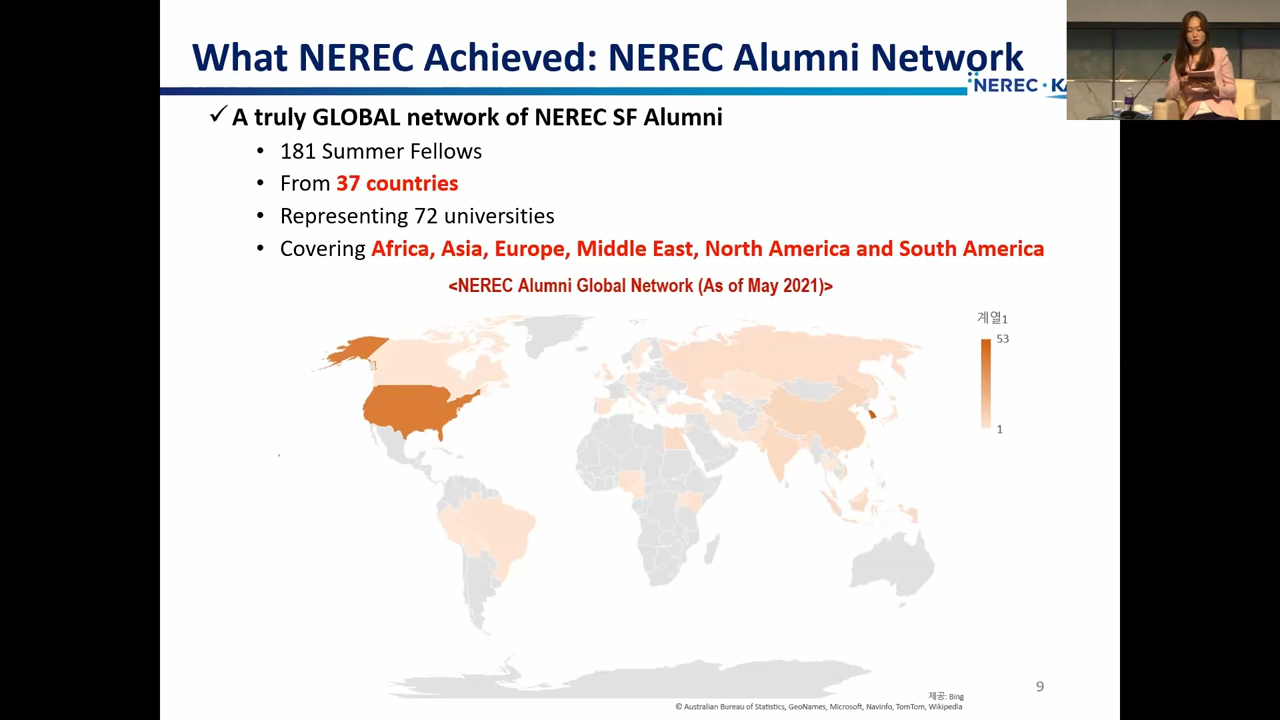 What NEREC Achieved: NEREC Alumni Network
NEREC · KA
A truly GLOBAL network of NEREC SF Alumni
• 181 Summer Fellows
• From 37 countries
• Representing 72 universities
• Covering Africa, Asia, Europe, Middle East, North America and South America
<NEREC Alumni Global Network (As of May 2021)>
계열1
53
1
9
제공: Bing
© Australian Bureau of Statistics, GeoNames, Microsoft, Navinfo, TomTom, Wikipedia